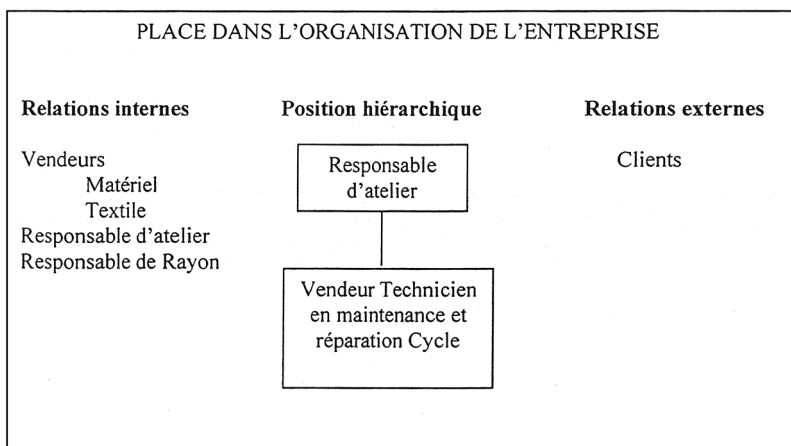 PLACE DANS L'ORGANISATION DE L'ENTREPRISE
Relations internes
Vendeurs
Matériel
Textile
Responsable d'atelier
Responsable de Rayon
Position hiérarchique
Responsable
d'atelier
Vendeur Technicien
en maintenance et
réparation Cycle
Relations externes
Clients